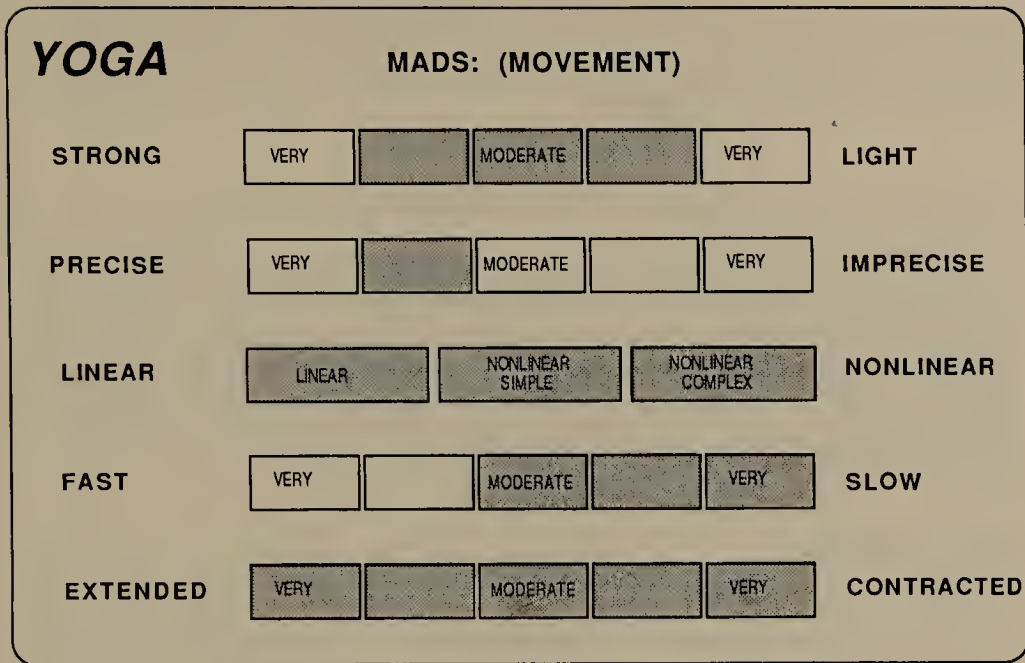 YOGA MADS: (MOVEMENT)
STRONG VERY MODERATE VERY LIGHT
PRECISE VERY MODERATE VERY IMPRECISE
LINEAR LINEAR NONLINEAR SIMPLE NONLINEAR COMPLEX NONLINEAR
FAST VERY MODERATE VERY SLOW
EXTENDED VERY MODERATE VERY CONTRACTED